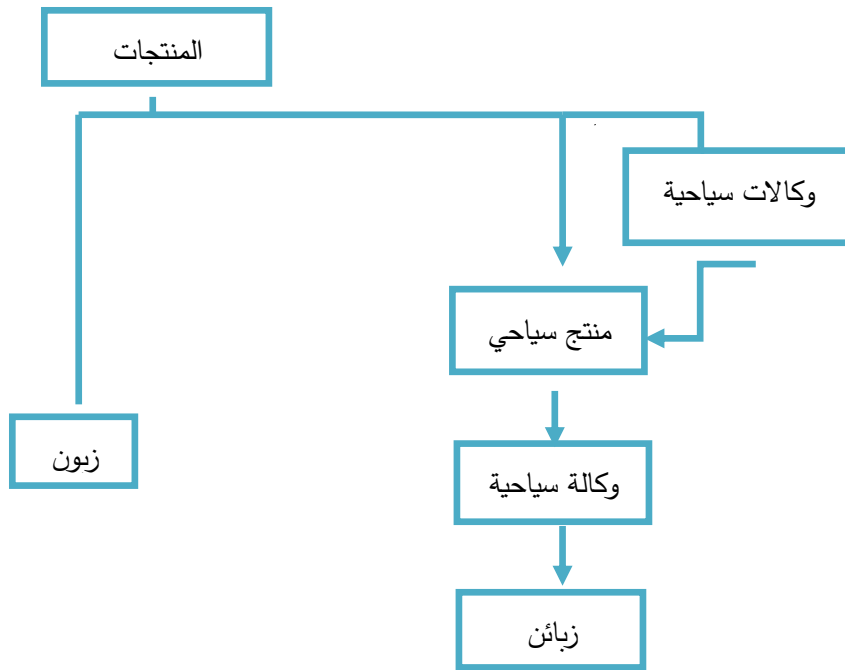 المنتجات
وكالات سياحية
منتج سياحي
زبون
وكالة سياحية
زبائن